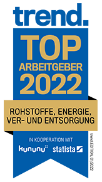 trend.
TOP
ARBEITGEBER
2022
ROHSTOFFE, ENERGIE,
VER- UND ENTSORGUNG
IN KOOPERATION MIT
kununu
statista